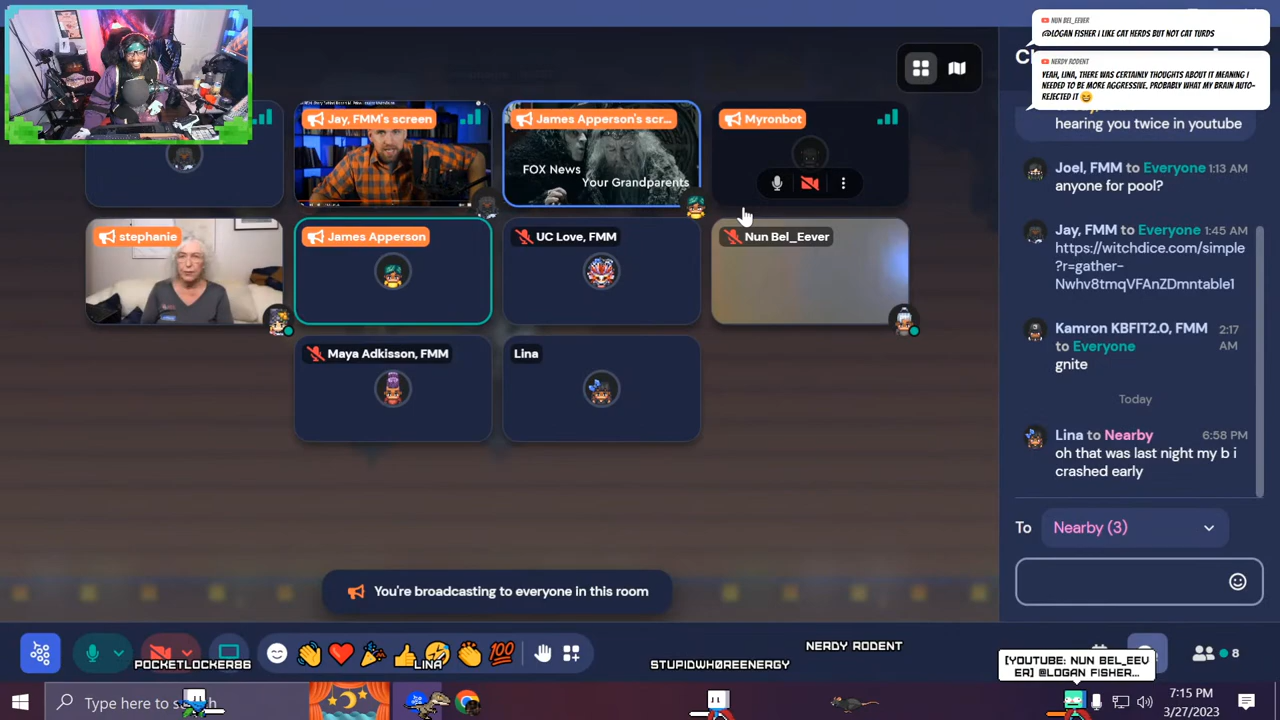 NUN BEL_EEVER
@LOGAN FISHER I LIKE CAT HERDS BUT NOT CAT TURDS
NERDY RODENT
YEAH, LINA, THERE WAS CERTAINLY THOUGHTS ABOUT IT MEANING I
NEEDED TO BE MORE AGGRESSIVE. PROBABLY WHAT MY BRAIN AUTO-
REJECTED IT 😄
hearing you twice in youtube
Jay, FMM's screen
James Apperson's scr...
Myronbot
FOX News
Your Grandparents
stephanie
James Apperson
UC Love, FMM
Nun Bel_Eever
Maya Adkisson, FMM
Lina
Joel, FMM to Everyone 1:13 AM
anyone for pool?
Jay, FMM to Everyone 1:45 AM
https://witchdice.com/simple
?r=gather-
Nwhv8tmqVFAnZDmntable1
Kamron KBFIT2.0, FMM 2:17
to Everyone AM
gnite
Today
Lina to Nearby 6:58 PM
oh that was last night my b i
crashed early
To Nearby (3)
You're broadcasting to everyone in this room
8
POCKETLOCKER86
LINA
STUPIDWH0REENERGY
NERDY RODENT
[YOUTUBE: NUN BEL_EEV
ER] @LOGAN FISHER...
Type here to
7:15 PM
3/27/2023